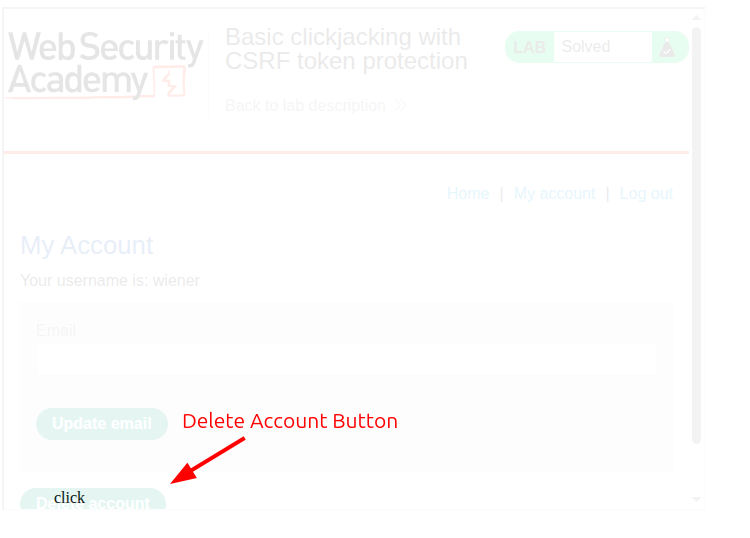 Web Security
Academy
Basic clickjacking with
CSRF token protection
Back to lab description »
LAB Solved
Home | My account | Log out
My Account
Your username is: wiener
Email
Update email
Delete Account Button
Delete account
click